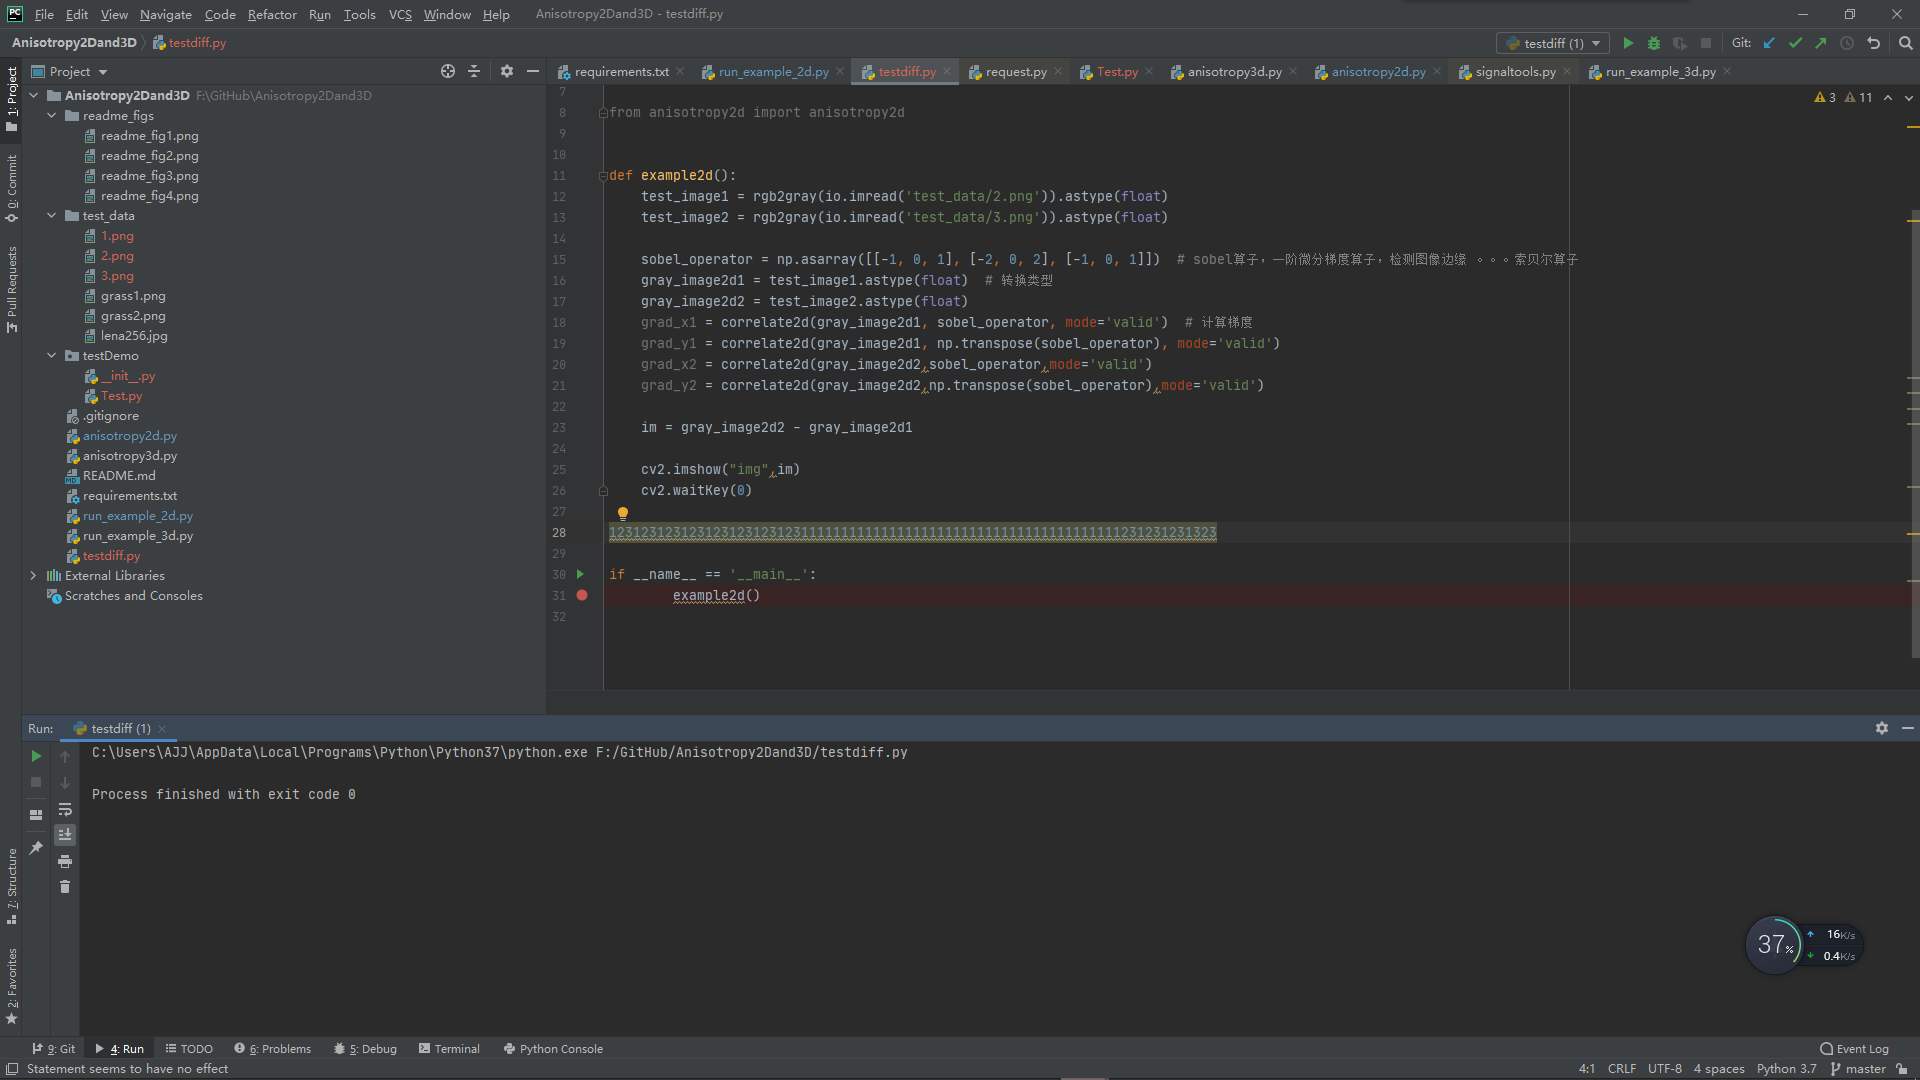 PC File Edit View Navigate Code Refactor Run Tools VCS Window Help Anisotropy2Dand3D - testdiff.py
Anisotropy2Dand3D testdiff.py testdiff (1) Git:
Project
requirements.txt run_example_2d.py testdiff.py request.py Test.py anisotropy3d.py anisotropy2d.py signaltools.py run_example_3d.py
1: Project
0: Commit
Pull Requests
7: Structure
2: Favorites
Anisotropy2Dand3D F:\GitHub\Anisotropy2Dand3D
readme_figs
readme_fig1.png
readme_fig2.png
readme_fig3.png
readme_fig4.png
test_data
1.png
2.png
3.png
grass1.png
grass2.png
lena256.jpg
testDemo
__init__.py
Test.py
.gitignore
anisotropy2d.py
anisotropy3d.py
README.md
requirements.txt
run_example_2d.py
run_example_3d.py
testdiff.py
External Libraries
Scratches and Consoles
3 11
7
8 from anisotropy2d import anisotropy2d
9
10
11 def example2d():
12 test_image1 = rgb2gray(io.imread('test_data/2.png')).astype(float)
13 test_image2 = rgb2gray(io.imread('test_data/3.png')).astype(float)
14
15 sobel_operator = np.asarray([[-1, 0, 1], [-2, 0, 2], [-1, 0, 1]]) # sobel算子，一阶微分梯度算子，检测图像边缘 。。。索贝尔算子
16 gray_image2d1 = test_image1.astype(float) # 转换类型
17 gray_image2d2 = test_image2.astype(float)
18 grad_x1 = correlate2d(gray_image2d1, sobel_operator, mode='valid') # 计算梯度
19 grad_y1 = correlate2d(gray_image2d1, np.transpose(sobel_operator), mode='valid')
20 grad_x2 = correlate2d(gray_image2d2,sobel_operator,mode='valid')
21 grad_y2 = correlate2d(gray_image2d2,np.transpose(sobel_operator),mode='valid')
22
23 im = gray_image2d2 - gray_image2d1
24
25 cv2.imshow("img",im)
26 cv2.waitKey(0)
27
28 1231231231231231231231231111111111111111111111111111111111111111231231231323
29
30 if __name__ == '__main__':
31 example2d()
32
Run: testdiff (1)
C:\Users\AJJ\AppData\Local\Programs\Python\Python37\python.exe F:/GitHub/Anisotropy2Dand3D/testdiff.py
Process finished with exit code 0
37% 16K/s
0.4K/s
9: Git 4: Run TODO 6: Problems 5: Debug Terminal Python Console Event Log
Statement seems to have no effect 4:1 CRLF UTF-8 4 spaces Python 3.7 master